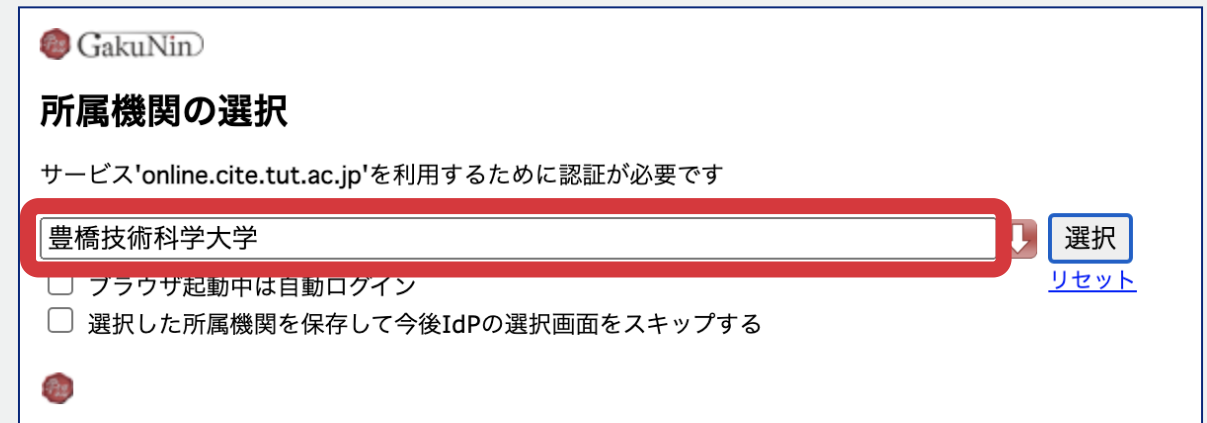 GakuNin
所属機関の選択
サービス'online.cite.tut.ac.jp'を利用するために認証が必要です
豊橋技術科学大学
選択
リセット
ブラウザ起動中は自動ログイン
選択した所属機関を保存して今後IdPの選択画面をスキップする